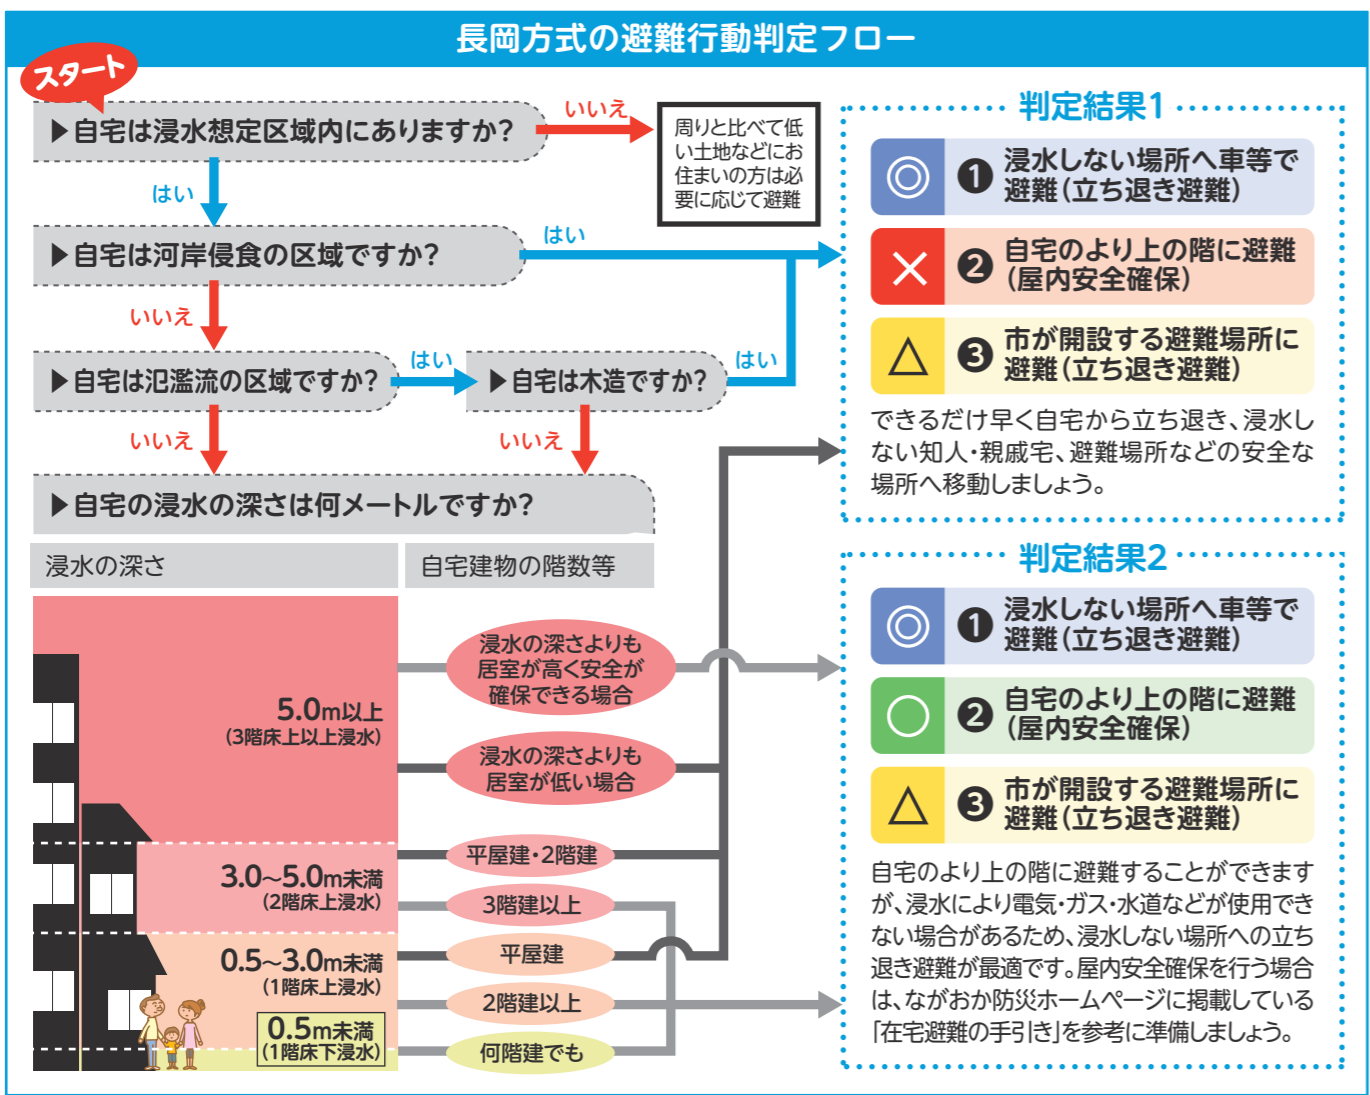 長岡方式の避難行動判定フロー
スタート
▶自宅は浸水想定区域内にありますか?
いいえ
周りと比べて低
い土地などにお
住まいの方は必
要に応じて避難
はい
▶自宅は河岸侵食の区域ですか?
はい
いいえ
▶自宅は氾濫流の区域ですか?
はい
▶自宅は木造ですか?
はい
いいえ
いいえ
▶自宅の浸水の深さは何メートルですか?
浸水の深さ
自宅建物の階数等
5.0m以上
(3階床上以上浸水)
浸水の深さよりも
居室が高く安全が
確保できる場合
浸水の深さよりも
居室が低い場合
3.0~5.0m未満
(2階床上浸水)
平屋建・2階建
3階建以上
0.5~3.0m未満
(1階床上浸水)
平屋建
2階建以上
0.5m未満
(1階床下浸水)
何階建でも
判定結果1
◎
❶ 浸水しない場所へ車等で
避難(立ち退き避難)
×
❷ 自宅のより上の階に避難
(屋内安全確保)
△
❸ 市が開設する避難場所に
避難(立ち退き避難)
できるだけ早く自宅から立ち退き、浸水し
ない知人・親戚宅、避難場所などの安全な
場所へ移動しましょう。
判定結果2
◎
❶ 浸水しない場所へ車等で
避難(立ち退き避難)
○
❷ 自宅のより上の階に避難
(屋内安全確保)
△
❸ 市が開設する避難場所に
避難(立ち退き避難)
自宅のより上の階に避難することができます
が、浸水により電気・ガス・水道などが使用でき
ない場合があるため、浸水しない場所への立ち
退き避難が最適です。屋内安全確保を行う場合
は、ながおか防災ホームページに掲載している
「在宅避難の手引き」を参考に準備しましょう。